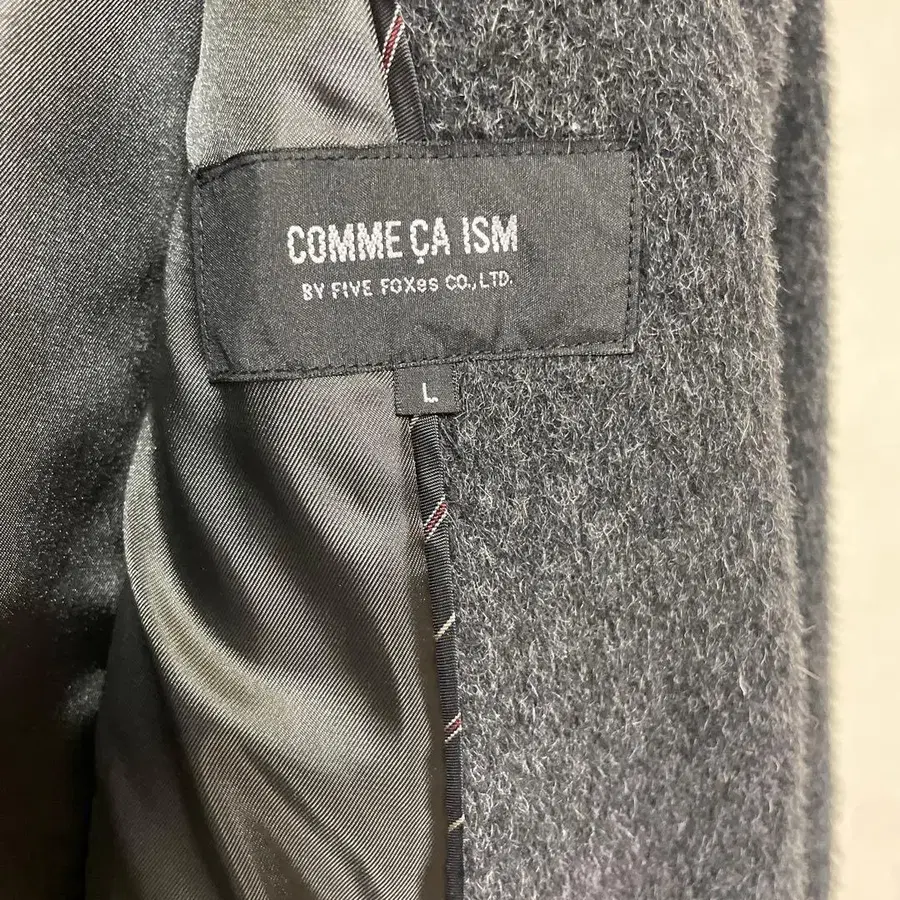 COMME ÇA ISM
BY FIVE FOXes CO.,LTD.
L